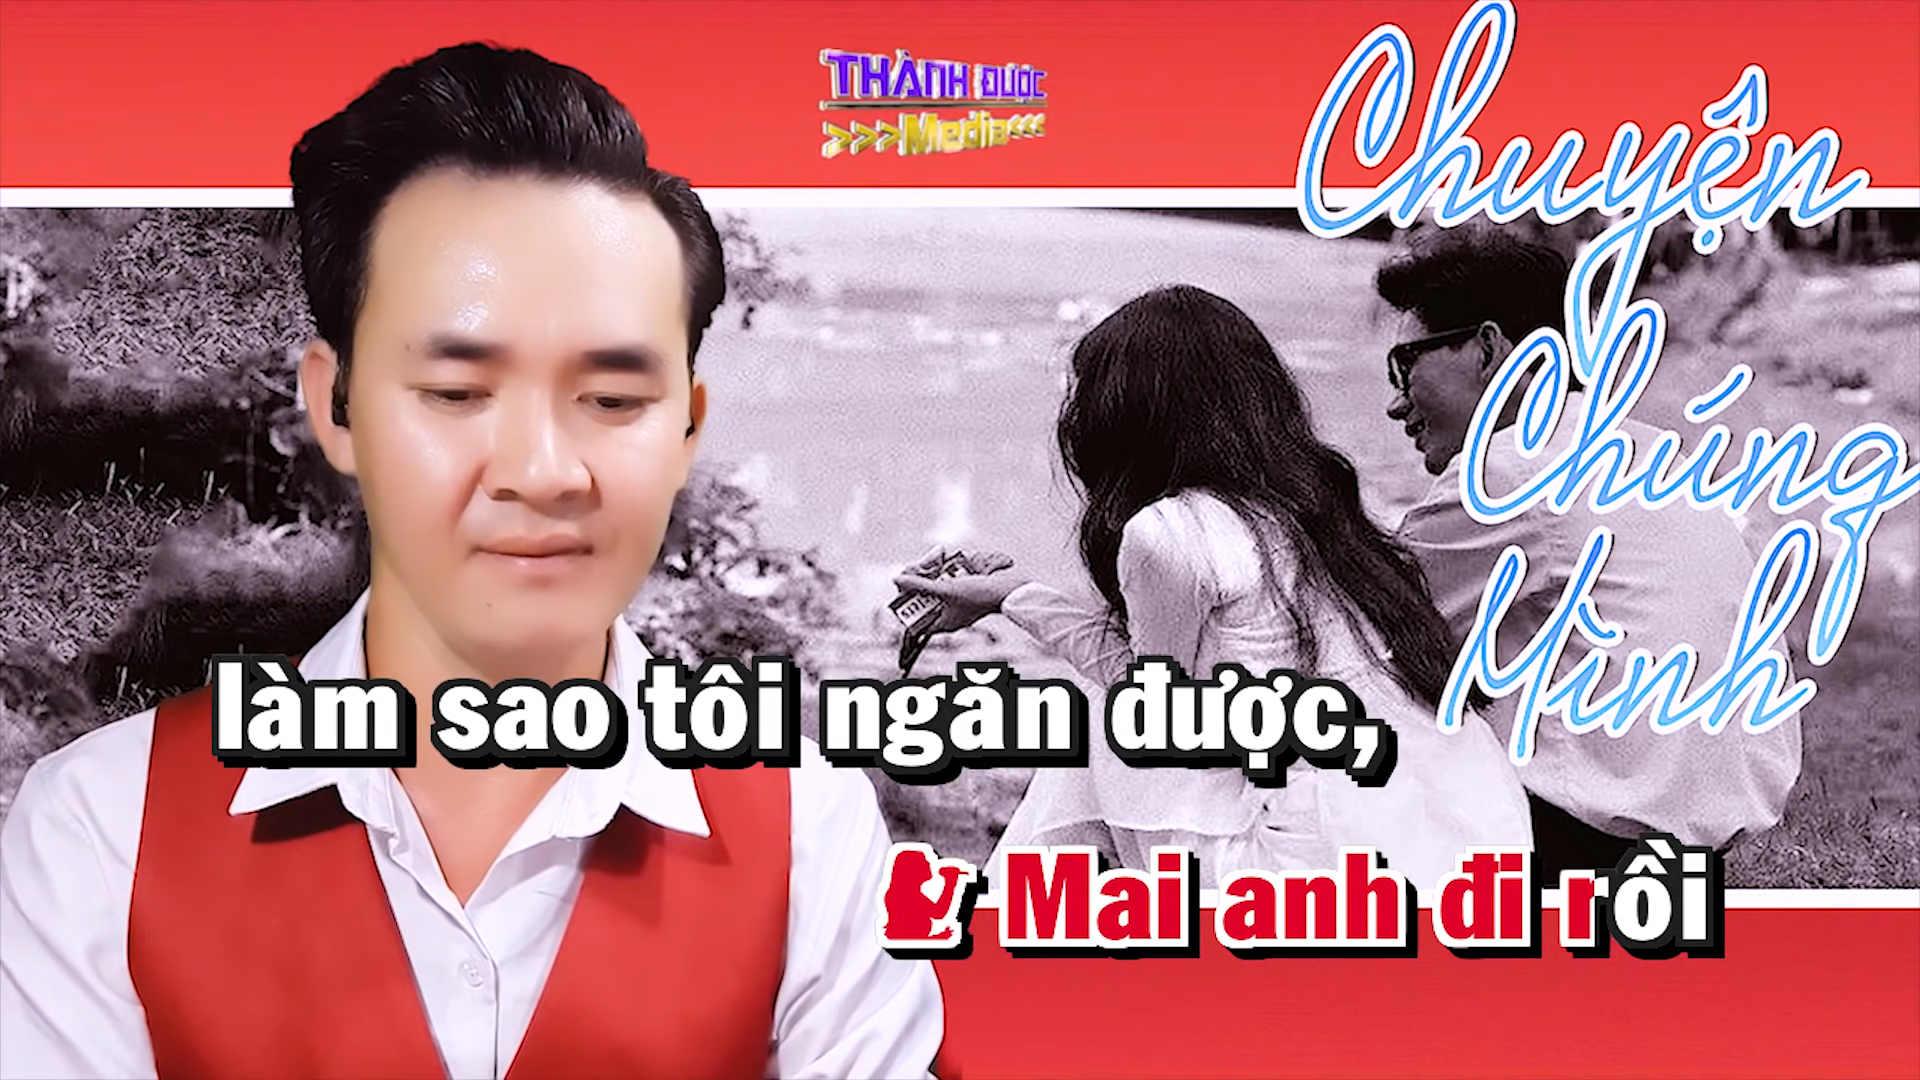 THÀNH ĐƯỢC
>>>Media<<<
Chuyện
Chúng
Mình
làm sao tôi ngăn được,
Mai anh đi rồi